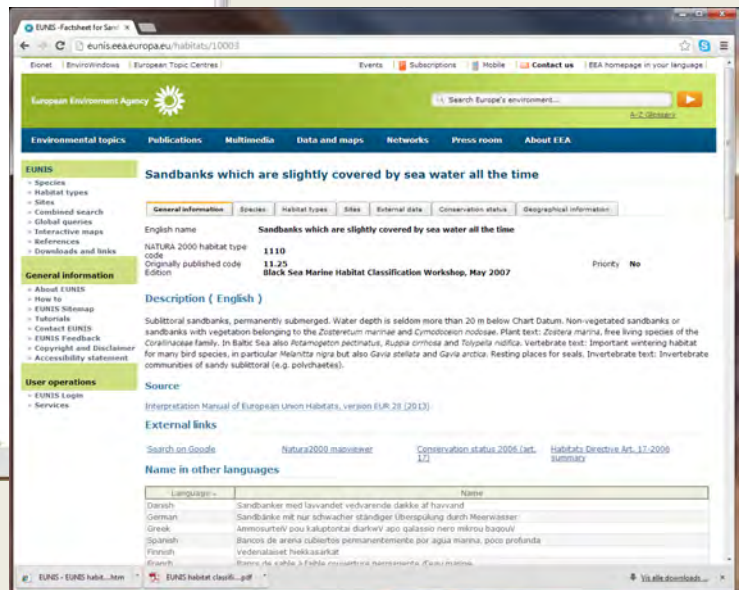 EUNIS -Factsheet for Sand
eunis.eea.europa.eu/habitats/10003
Eionet | EnviroWindows | European Topic Centres | Events | Subscriptions | Mobile | Contact us | EEA homepage in your language
European Environment Agency
Search Europe's environment...
A-Z Glossary
Environmental topics Publications Multimedia Data and maps Networks Press room About EEA
EUNIS
Species
Habitat types
Sites
Combined search
Global queries
Interactive maps
References
Downloads and links
General information
About EUNIS
How to
EUNIS Sitemap
Tutorials
Contact EUNIS
EUNIS Feedback
Copyright and Disclaimer
Accessibility statement
User operations
EUNIS Login
Services
Sandbanks which are slightly covered by sea water all the time
General information Species Habitat types Sites External data Conservation status Geographical information
English name Sandbanks which are slightly covered by sea water all the time
NATURA 2000 habitat type code 1110
Originally published code 11.25 Priority No
Edition Black Sea Marine Habitat Classification Workshop, May 2007
Description ( English )
Sublittoral sandbanks, permanently submerged. Water depth is seldom more than 20 m below Chart Datum. Non-vegetated sandbanks or
sandbanks with vegetation belonging to the Zosteretum marinae and Cymodoceion nodosae. Plant text: Zostera marina, free living species of the
Corallinaceae family. In Baltic Sea also Potamogeton pectinatus, Ruppia cirrhosa and Tolypella nidifica. Vertebrate text: Important wintering habitat
for many bird species, in particular Melanitta nigra but also Gavia stellata and Gavia arctica. Resting places for seals. Invertebrate text: Invertebrate
communities of sandy sublittoral (e.g. polychaetes).
Source
Interpretation Manual of European Union Habitats, version EUR 28 (2013)
External links
Search on Google Natura2000 mapviewer Conservation status 2006 (art. 17) Habitats Directive Art. 17-2006 summary
Name in other languages
Language Name
Danish Sandbanker med lavvandet vedvarende dække af havvand
German Sandbänke mit nur schwacher ständiger Überspülung durch Meerwasser
Greek
Spanish Bancos de arena cubiertos permanentemente por agua marina, poco profunda
Finnish Vedenalaiset hiekkasärkät
French Bancs de sable à faible couverture permanente d'eau marine
EUNIS - EUNIS habit....htm
EUNIS habitat classifi....pdf
Vis alle downloads...